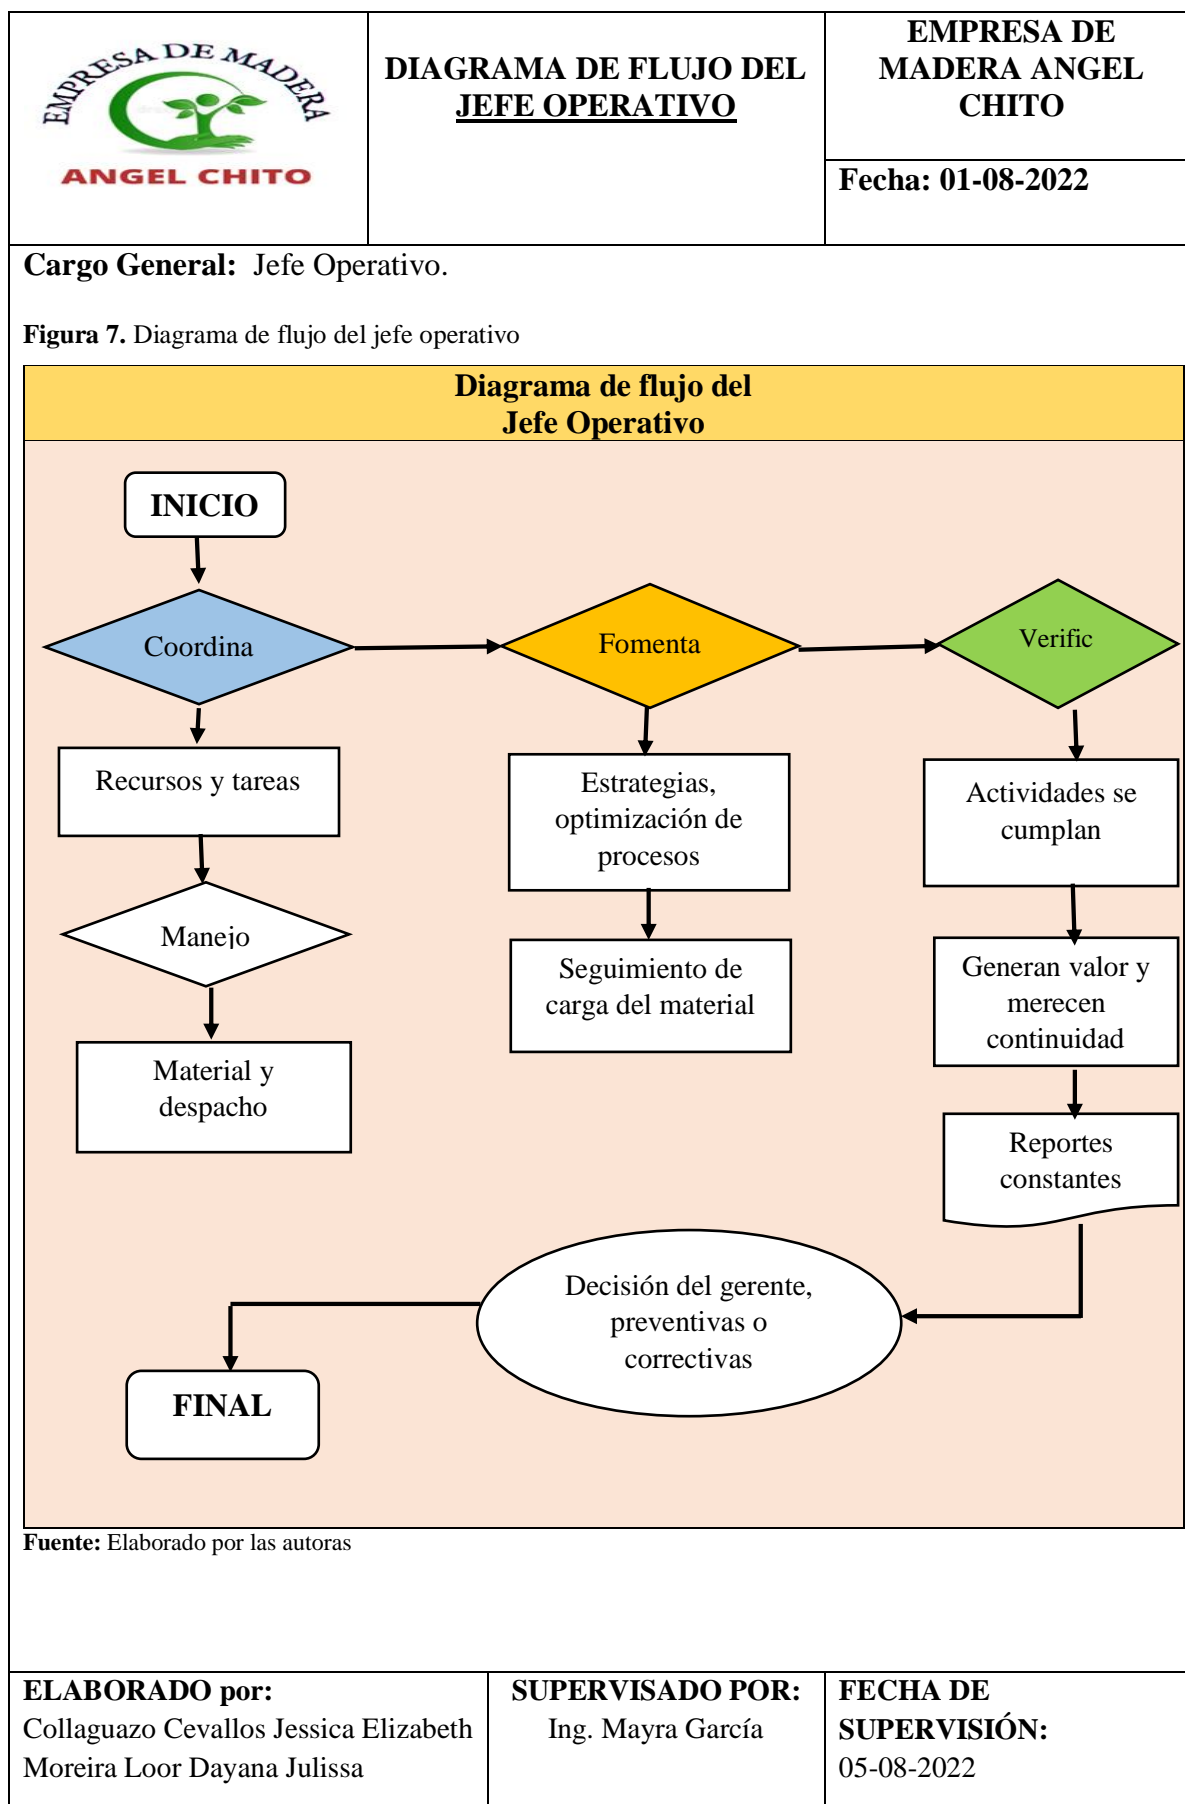 EMPRESA DE MADERA
ANGEL CHITO
DIAGRAMA DE FLUJO DEL
JEFE OPERATIVO
EMPRESA DE
MADERA ANGEL
CHITO
Fecha: 01-08-2022
Cargo General: Jefe Operativo.
Figura 7. Diagrama de flujo del jefe operativo
Diagrama de flujo del
Jefe Operativo
INICIO
Coordina
Fomenta
Verific
Recursos y tareas
Estrategias,
optimización de
procesos
Actividades se
cumplan
Manejo
Seguimiento de
carga del material
Generan valor y
merecen
continuidad
Material y
despacho
Reportes
constantes
Decisión del gerente,
preventivas o
correctivas
FINAL
Fuente: Elaborado por las autoras
ELABORADO por:
Collaguazo Cevallos Jessica Elizabeth
Moreira Loor Dayana Julissa
SUPERVISADO POR:
Ing. Mayra García
FECHA DE
SUPERVISIÓN:
05-08-2022